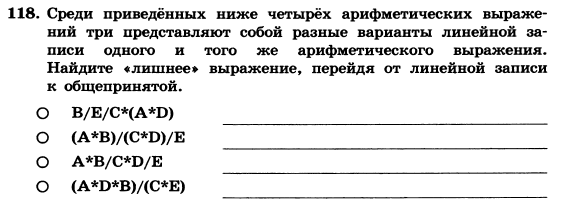 118. Среди приведённых ниже четырёх арифметических выраже-
ний три представляют собой разные варианты линейной за-
писи одного и того же арифметического выражения.
Найдите «лишнее» выражение, перейдя от линейной записи
к общепринятой.
B/E/C*(A*D)
(A*B)/(C*D)/E
A*B/C*D/E
(A*D*B)/(C*E)